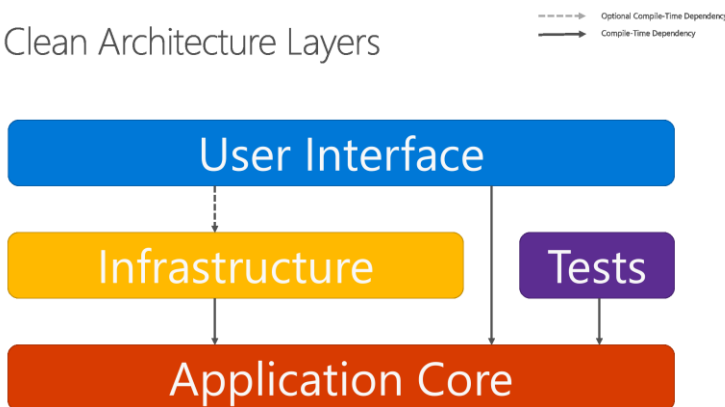 Clean Architecture Layers
Optional Compile-Time Dependency
Compile-Time Dependency
User Interface
Infrastructure
Tests
Application Core